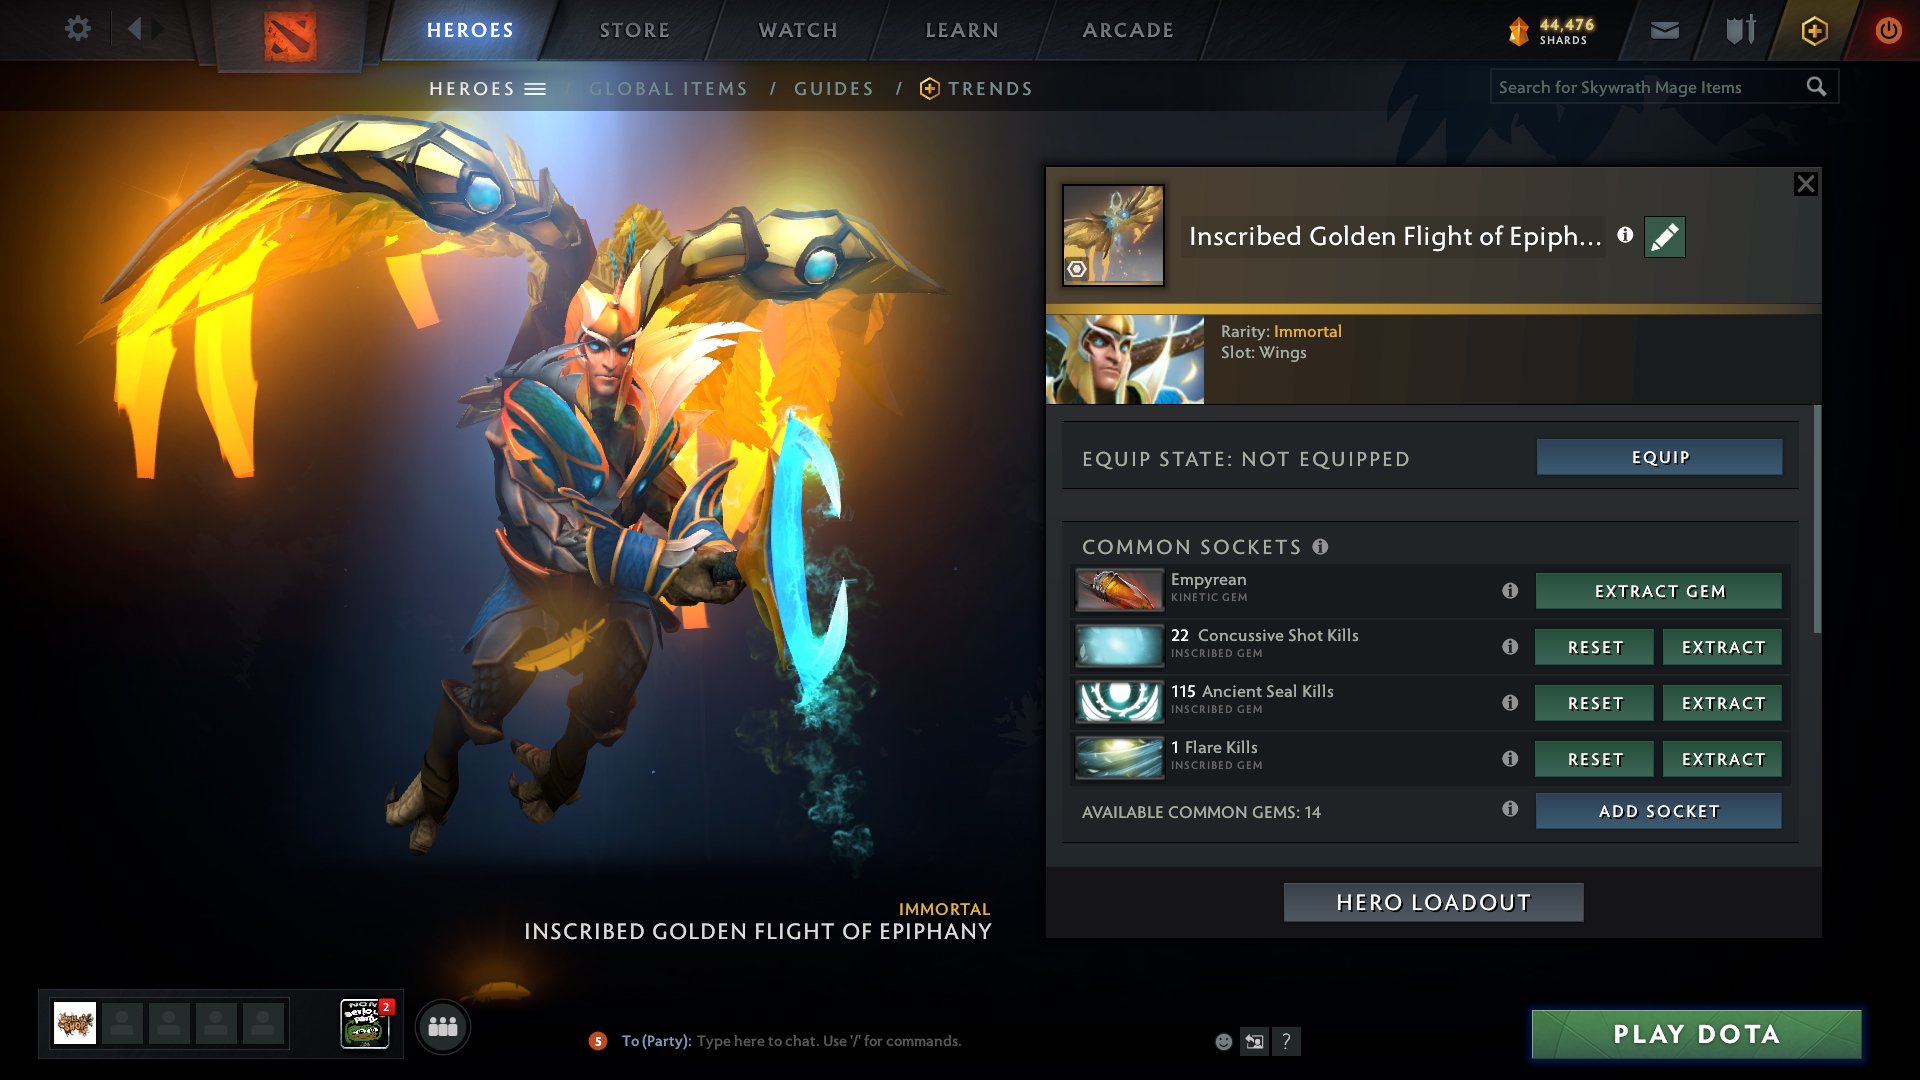 HEROES
STORE
WATCH
LEARN
ARCADE
44,476
SHARDS
HEROES / GLOBAL ITEMS / GUIDES / TRENDS
Search for Skywrath Mage Items
Inscribed Golden Flight of Epiph...
Rarity: Immortal
Slot: Wings
EQUIP STATE: NOT EQUIPPED
EQUIP
COMMON SOCKETS
Empyrean
KINETIC GEM
EXTRACT GEM
22 Concussive Shot Kills
INSCRIBED GEM
RESET
EXTRACT
115 Ancient Seal Kills
INSCRIBED GEM
RESET
EXTRACT
1 Flare Kills
INSCRIBED GEM
RESET
EXTRACT
AVAILABLE COMMON GEMS: 14
ADD SOCKET
HERO LOADOUT
IMMORTAL
INSCRIBED GOLDEN FLIGHT OF EPIPHANY
2
5
To (Party): Type here to chat. Use '/' for commands.
?
PLAY DOTA